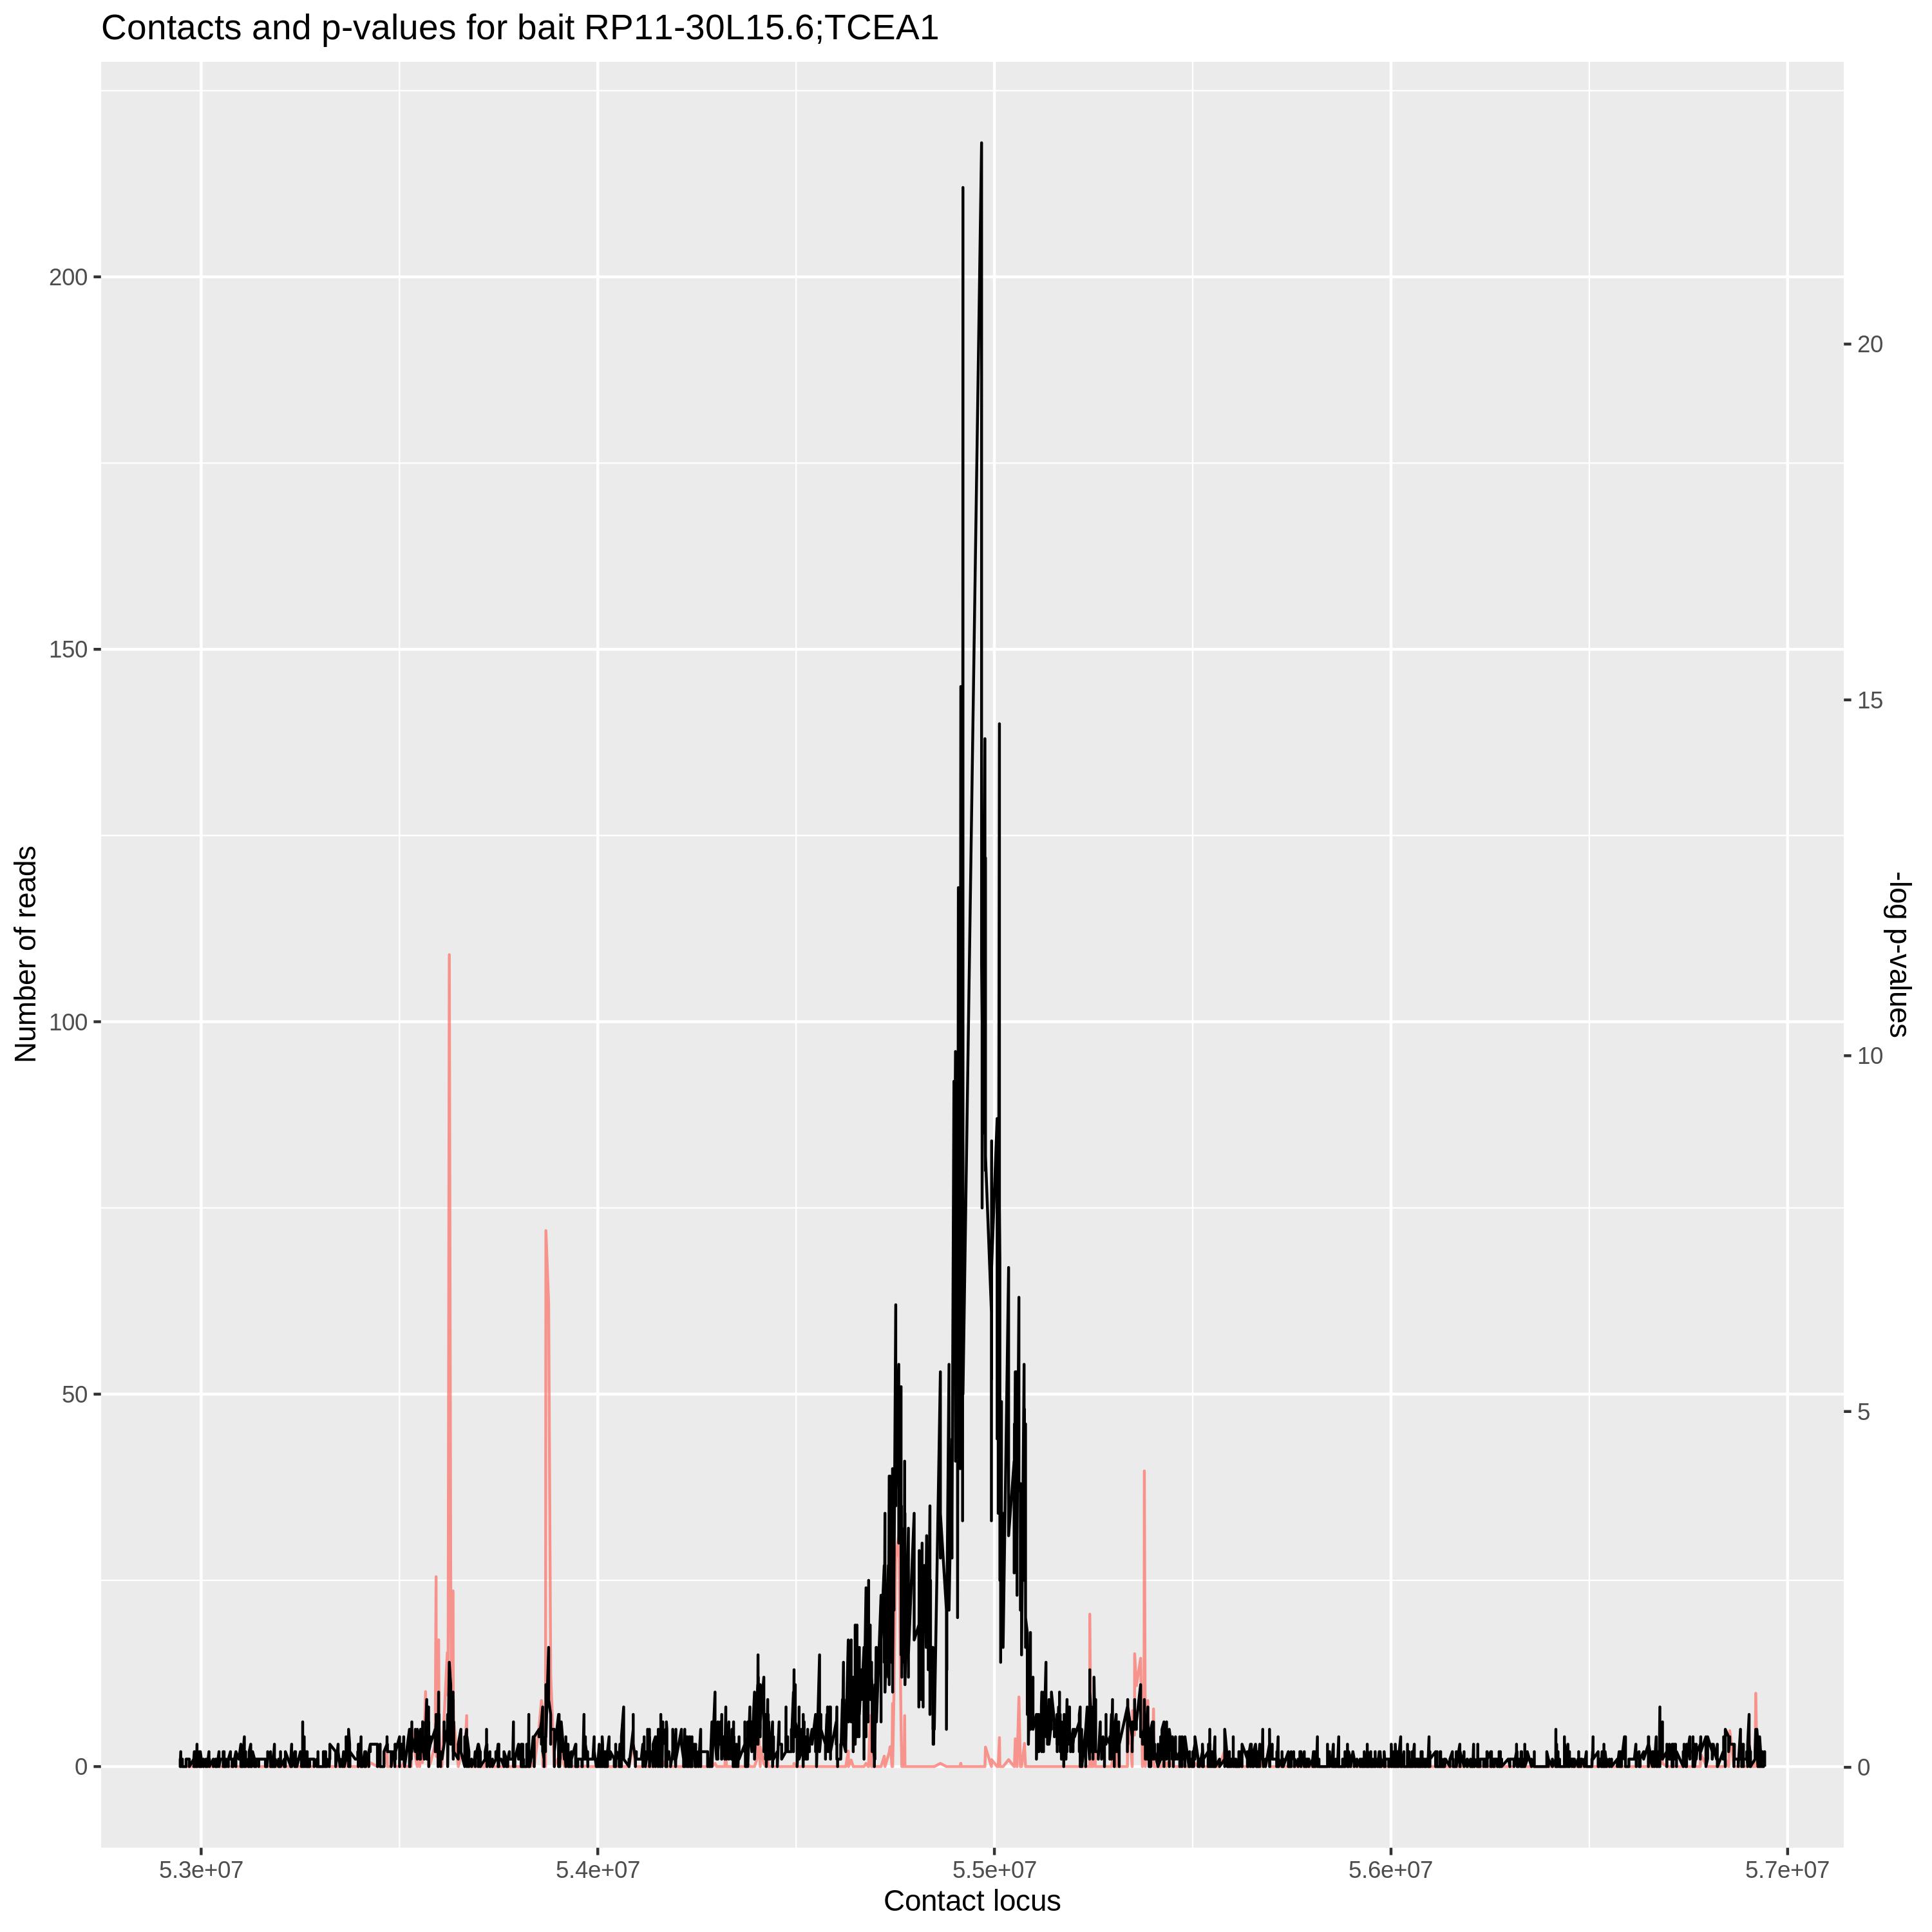 Contacts and p-values for bait RP11-30L15.6;TCEA1
Number of reads
200
150
100
50
0
20
15
10
5
0
-log p-values
5.3e+07 5.4e+07 5.5e+07 5.6e+07 5.7e+07
Contact locus